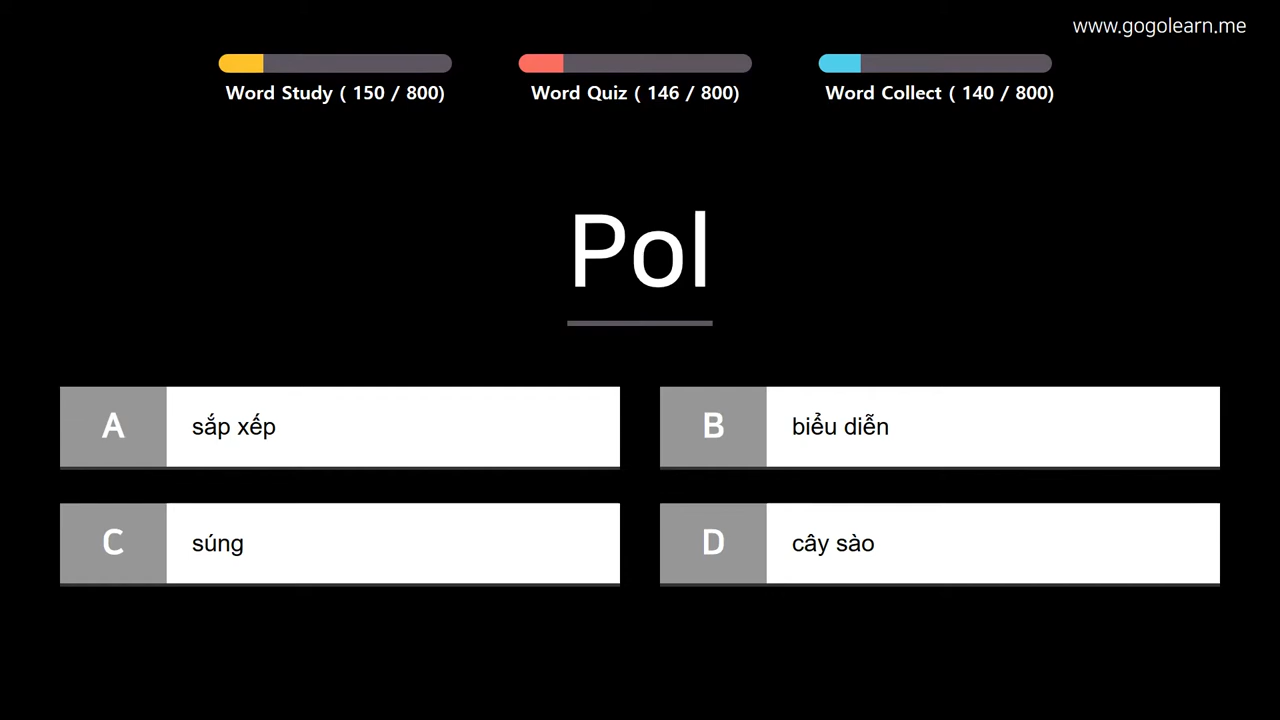 www.gogolearn.me
Word Study ( 150 / 800)
Word Quiz ( 146 / 800)
Word Collect ( 140 / 800)
Pol
A sắp xếp
B biểu diễn
C súng
D cây sào